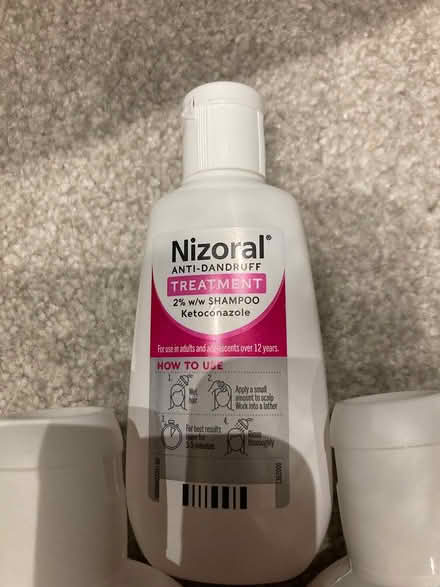 Nizoral®
ANTI-DANDRUFF
TREATMENT
2% w/w SHAMPOO
Ketoconazole
For use in adults and adolescents over 12 years.
HOW TO USE
1.
Wet
hair
2.
Apply a small
amount to scalp
Work into a lather
3.
For best results
leave for
3-5 minutes
4.
Rinse
thoroughly